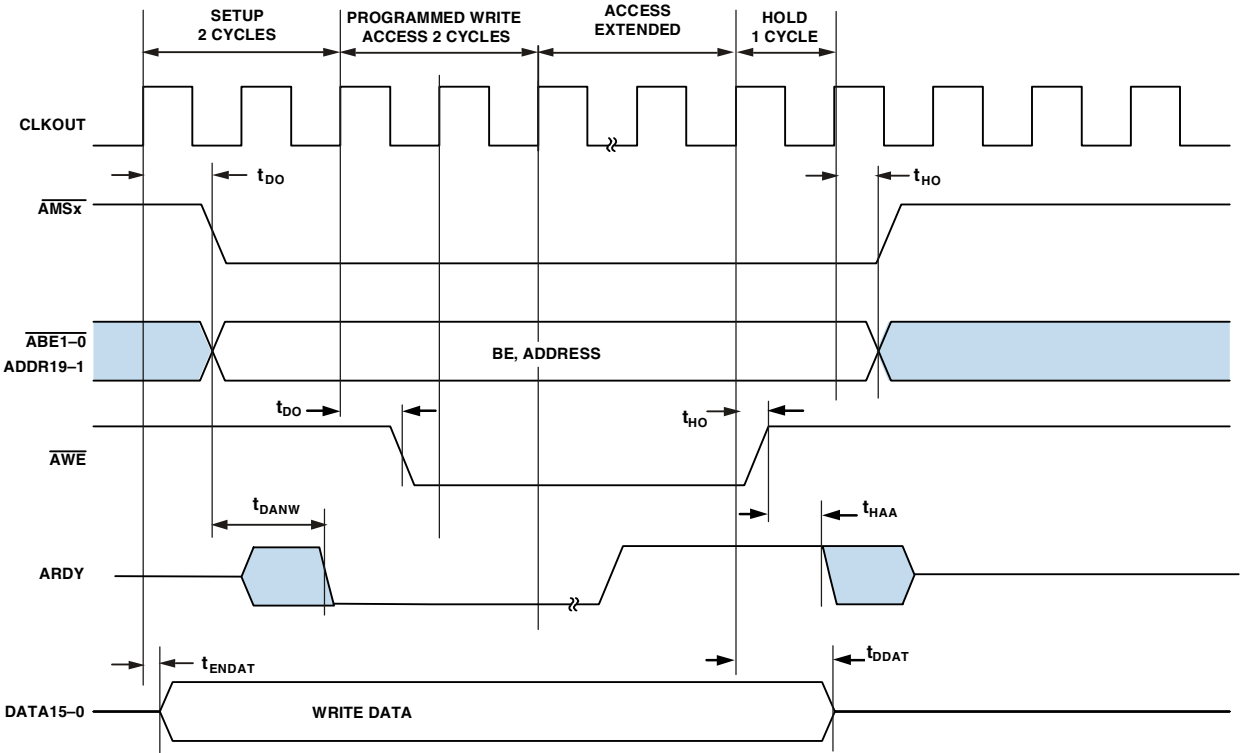 SETUP
2 CYCLES
PROGRAMMED WRITE
ACCESS 2 CYCLES
ACCESS
EXTENDED
HOLD
1 CYCLE
CLKOUT
tDO
tHO
AMSx
ABE1–0
BE, ADDRESS
ADDR19–1
tDO
tHO
AWE
tDANW
tHAA
ARDY
tENDAT
tDDAT
DATA15–0
WRITE DATA